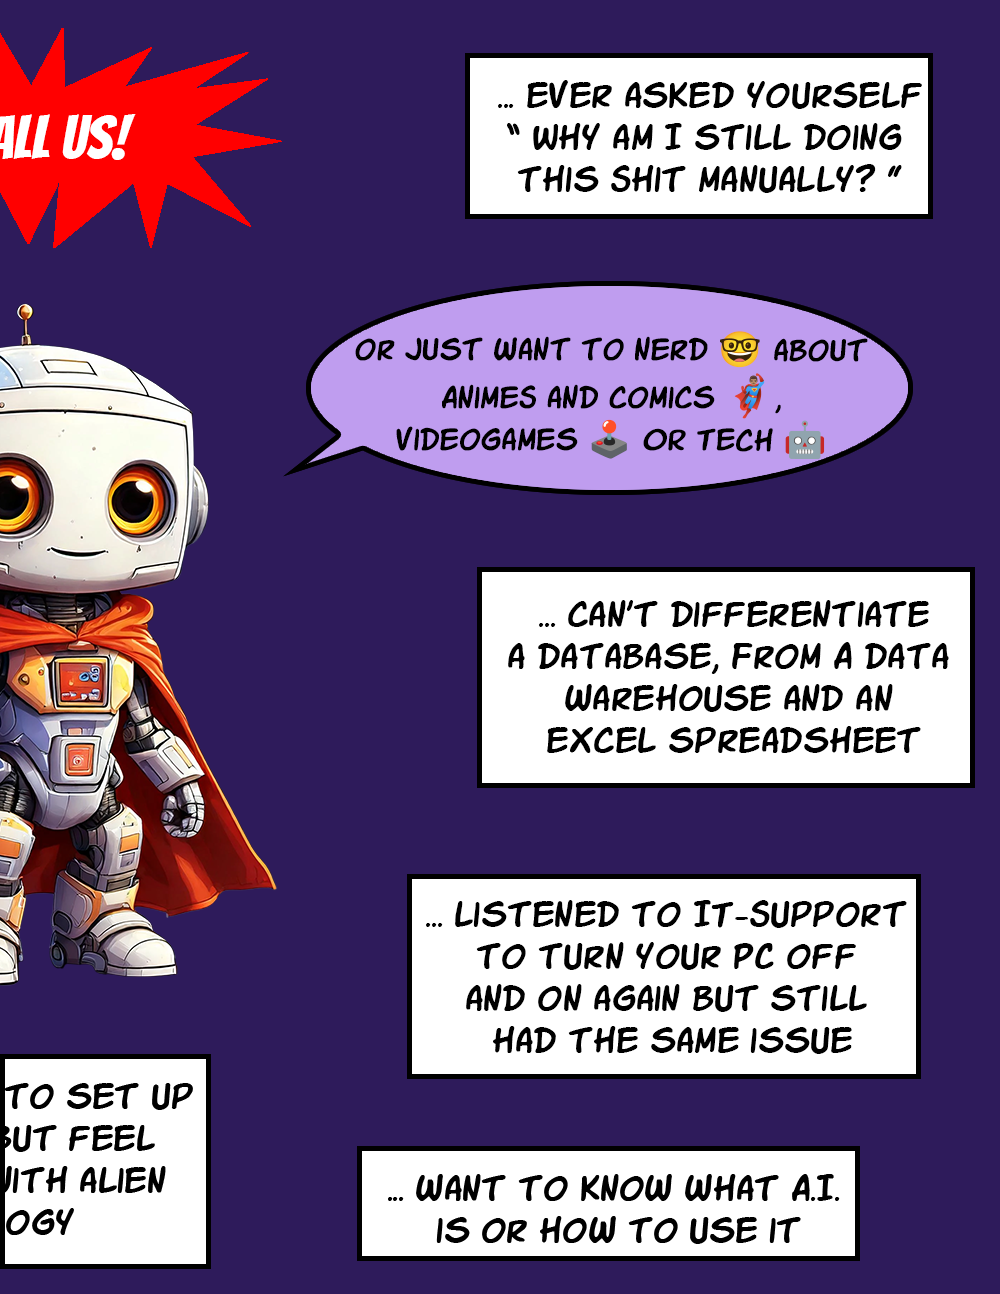 ALL US!
... EVER ASKED YOURSELF
“ WHY AM I STILL DOING
THIS SHIT MANUALLY? ”
OR JUST WANT TO NERD 🤓 ABOUT
ANIMES AND COMICS 🦸🏽‍♂️ ,
VIDEOGAMES 🕹️ OR TECH 🤖
... CAN'T DIFFERENTIATE
A DATABASE, FROM A DATA
WAREHOUSE AND AN
EXCEL SPREADSHEET
... LISTENED TO IT-SUPPORT
TO TURN YOUR PC OFF
AND ON AGAIN BUT STILL
HAD THE SAME ISSUE
TO SET UP
BUT FEEL
WITH ALIEN
OGY
... WANT TO KNOW WHAT A.I.
IS OR HOW TO USE IT